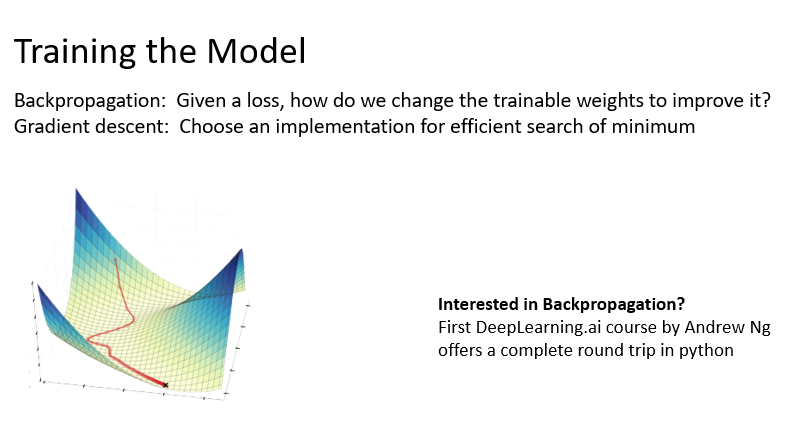 Training the Model
Backpropagation:  Given a loss, how do we change the trainable weights to improve it?
Gradient descent:  Choose an implementation for efficient search of minimum
Interested in Backpropagation?
First DeepLearning.ai course by Andrew Ng
offers a complete round trip in python